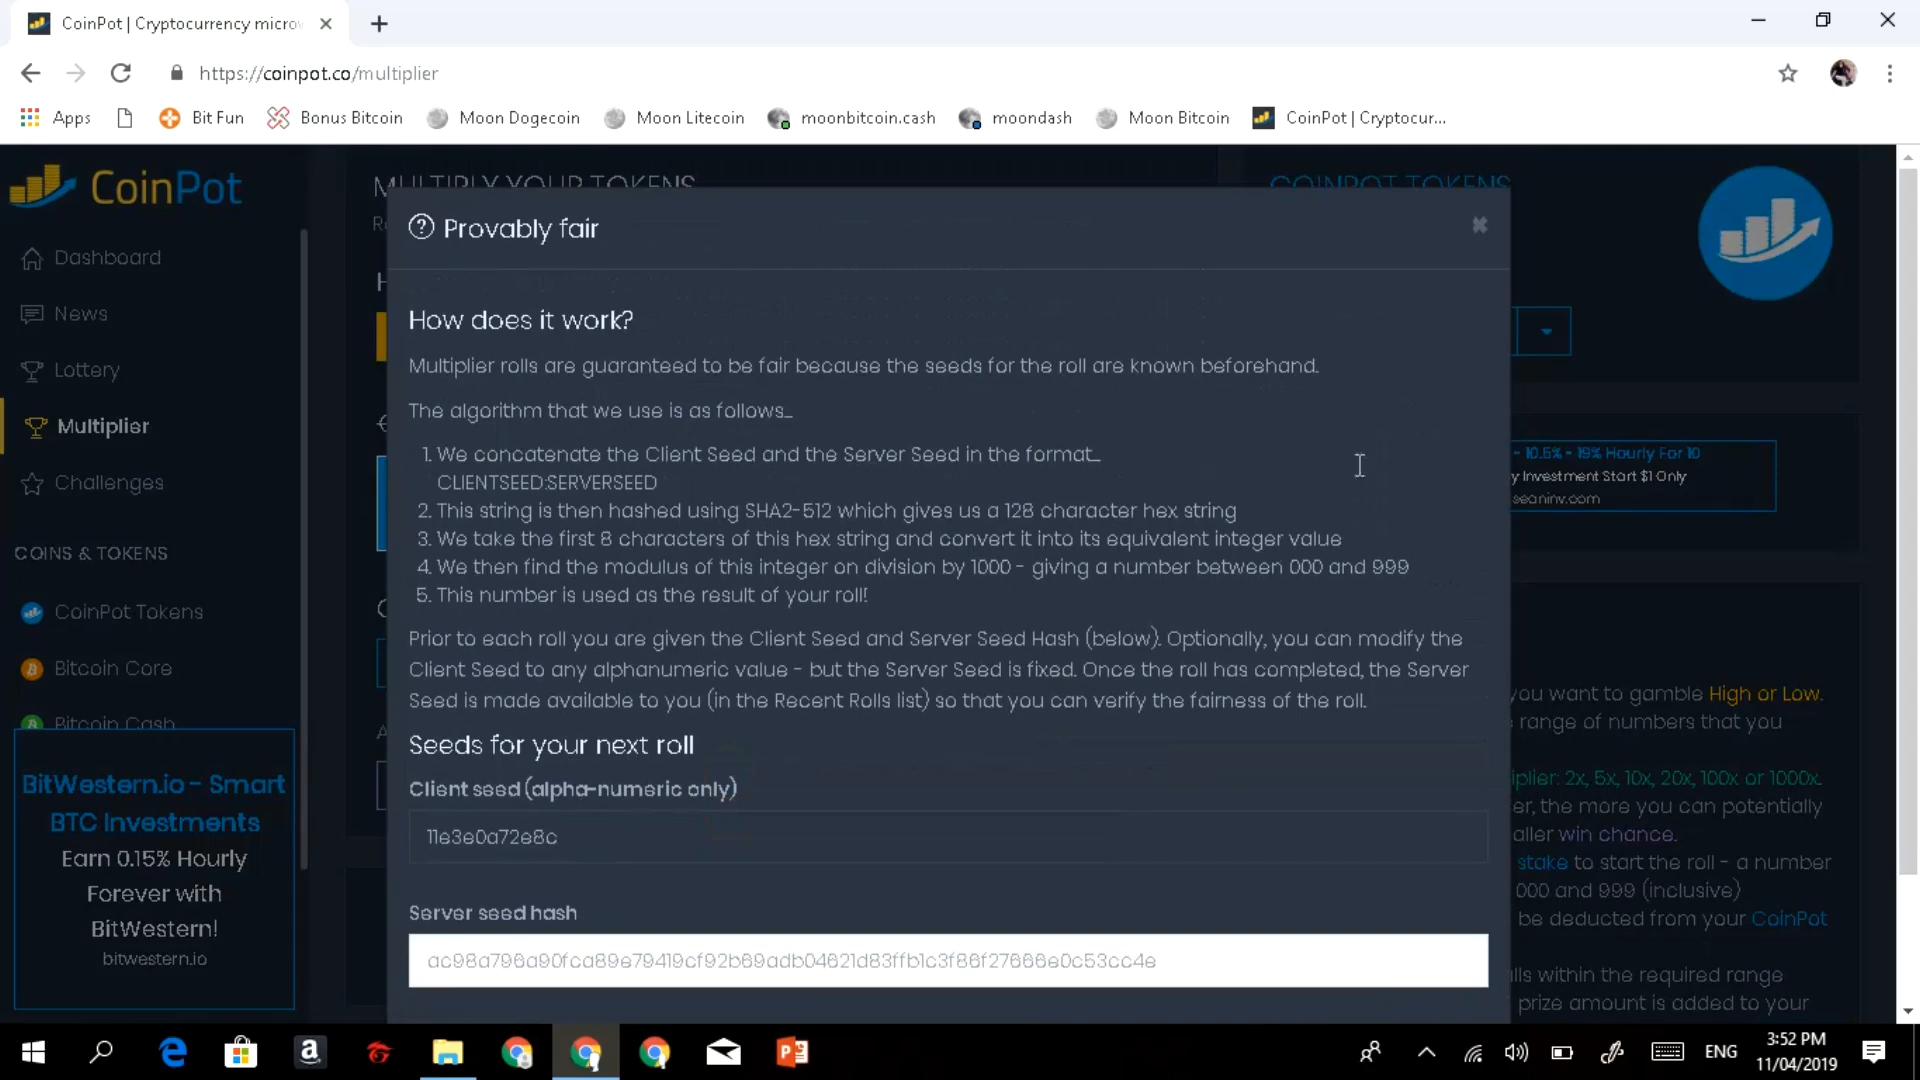 CoinPot | Cryptocurrency micro
https://coinpot.co/multiplier
Apps
Bit Fun
Bonus Bitcoin
Moon Dogecoin
Moon Litecoin
moonbitcoin.cash
moondash
Moon Bitcoin
CoinPot | Cryptocur...
CoinPot
MULTIPLY YOUR TOKENS
COINPOT TOKENS
Dashboard
News
Lottery
Multiplier
Challenges
COINS & TOKENS
CoinPot Tokens
Bitcoin Core
Bitcoin Cash
BitWestern.io - Smart
BTC Investments
Earn 0.15% Hourly
Forever with
BitWestern!
bitwestern.io
Provably fair
How does it work?
Multiplier rolls are guaranteed to be fair because the seeds for the roll are known beforehand.
The algorithm that we use is as follows...
1. We concatenate the Client Seed and the Server Seed in the format...
CLIENTSEED:SERVERSEED
2. This string is then hashed using SHA2-512 which gives us a 128 character hex string
3. We take the first 8 characters of this hex string and convert it into its equivalent integer value
4. We then find the modulus of this integer on division by 1000 - giving a number between 000 and 999
5. This number is used as the result of your roll!
Prior to each roll you are given the Client Seed and Server Seed Hash (below). Optionally, you can modify the
Client Seed to any alphanumeric value - but the Server Seed is fixed. Once the roll has completed, the Server
Seed is made available to you (in the Recent Rolls list) so that you can verify the fairness of the roll.
Seeds for your next roll
Client seed (alpha-numeric only)
11e3e0a72e8c
Server seed hash
ac98a796a90fca89e79419cf92b69adb04621d83ffb1c3f86f27666e0c53cc4e
- 10.5% - 19% Hourly For 10
y Investment Start $1 Only
seaninv.com
you want to gamble High or Low.
range of numbers that you
plier: 2x, 5x, 10x, 20x, 100x or 1000x.
er, the more you can potentially
aller win chance.
stake to start the roll - a number
000 and 999 (inclusive)
be deducted from your CoinPot
lls within the required range
prize amount is added to your
ENG
3:52 PM
11/04/2019